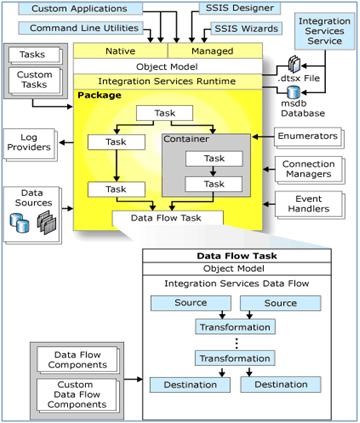 Custom Applications
SSIS Designer
Command Line Utilities
SSIS Wizards
Integration
Services
Service
Tasks
Custom
Tasks
Native
Managed
Object Model
Integration Services Runtime
.dtsx File
msdb
Database
Package
Task
Task
Container
Task
Task
Task
Data Flow Task
Log
Providers
Data
Sources
Enumerators
Connection
Managers
Event
Handlers
Data Flow Task
Object Model
Integration Services Data Flow
Source
Source
Transformation
Transformation
Destination
Destination
Data Flow
Components
Custom
Data Flow
Components